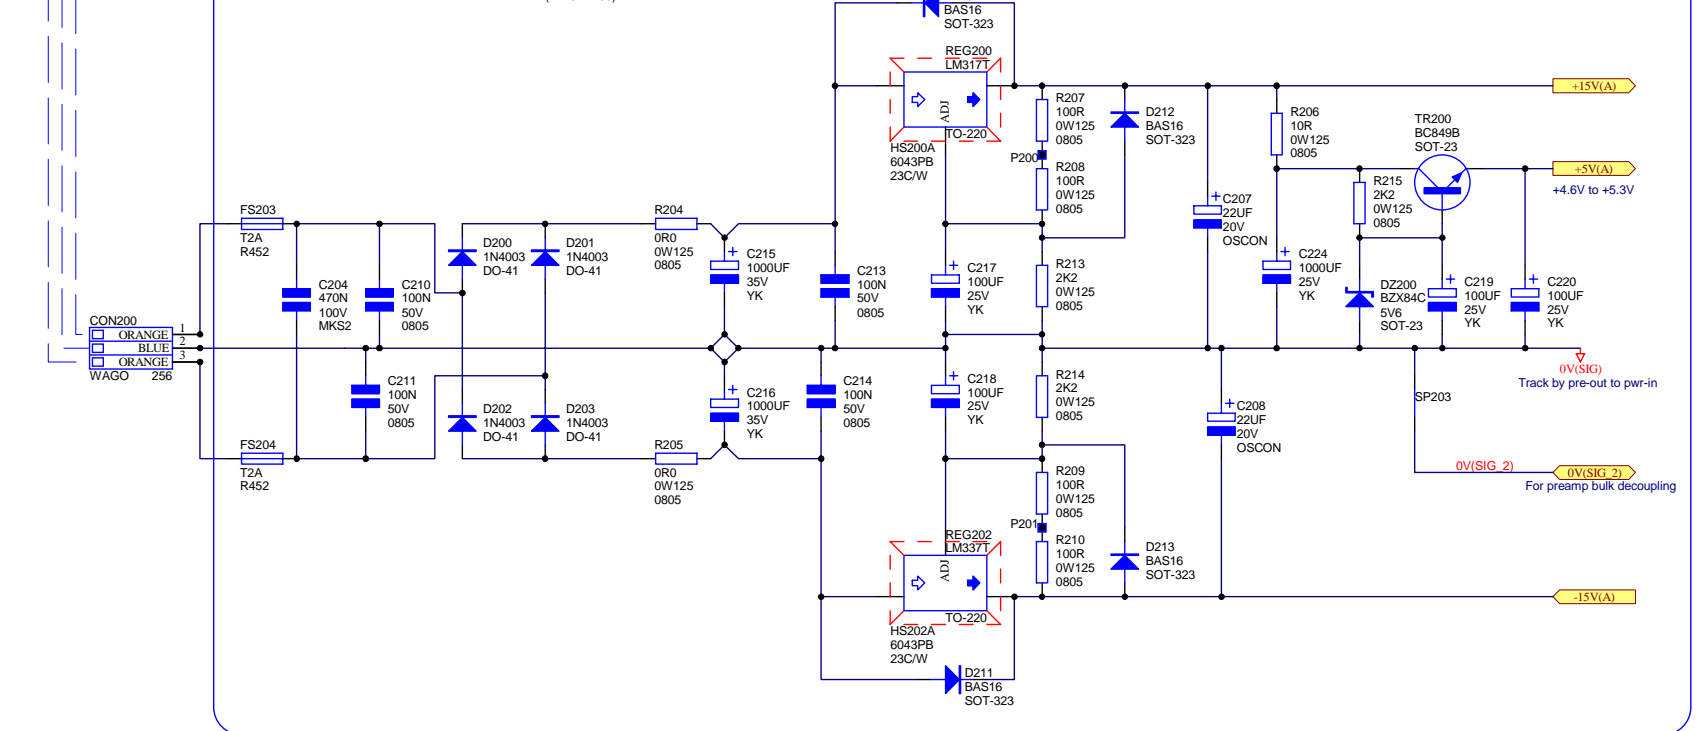 BAS16
SOT-323
REG200
LM317T
ADJ
TO-220
HS200A
6043PB
23C/W
R207
100R
0W125
0805
P200
R208
100R
0W125
0805
D212
BAS16
SOT-323
+15V(A)
R206
10R
0W125
0805
TR200
BC849B
SOT-23
+5V(A)
+4.6V to +5.3V
R215
2K2
0W125
0805
C207
22UF
20V
OSCON
FS203
T2A
R452
R204
0R0
0W125
0805
D200
1N4003
DO-41
D201
1N4003
DO-41
C215
1000UF
35V
YK
C213
100N
50V
0805
C217
100UF
25V
YK
R213
2K2
0W125
0805
C224
1000UF
25V
YK
DZ200
BZX84C
5V6
SOT-23
C219
100UF
25V
YK
C220
100UF
25V
YK
C204
470N
100V
MKS2
C210
100N
50V
0805
CON200
ORANGE 1
BLUE 2
ORANGE 3
WAGO 256
0V(SIG)
Track by pre-out to pwr-in
C211
100N
50V
0805
D202
1N4003
DO-41
D203
1N4003
DO-41
C216
1000UF
35V
YK
C214
100N
50V
0805
C218
100UF
25V
YK
R214
2K2
0W125
0805
C208
22UF
20V
OSCON
SP203
FS204
T2A
R452
R205
0R0
0W125
0805
R209
100R
0W125
0805
P201
R210
100R
0W125
0805
0V(SIG_2)
0V(SIG_2)
For preamp bulk decoupling
REG202
LM337T
ADJ
TO-220
HS202A
6043PB
23C/W
D213
BAS16
SOT-323
-15V(A)
D211
BAS16
SOT-323